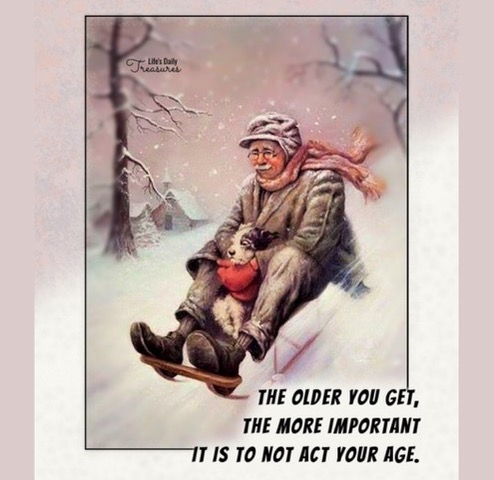 Life's Daily
Treasures
THE OLDER YOU GET,
THE MORE IMPORTANT
IT IS TO NOT ACT YOUR AGE.